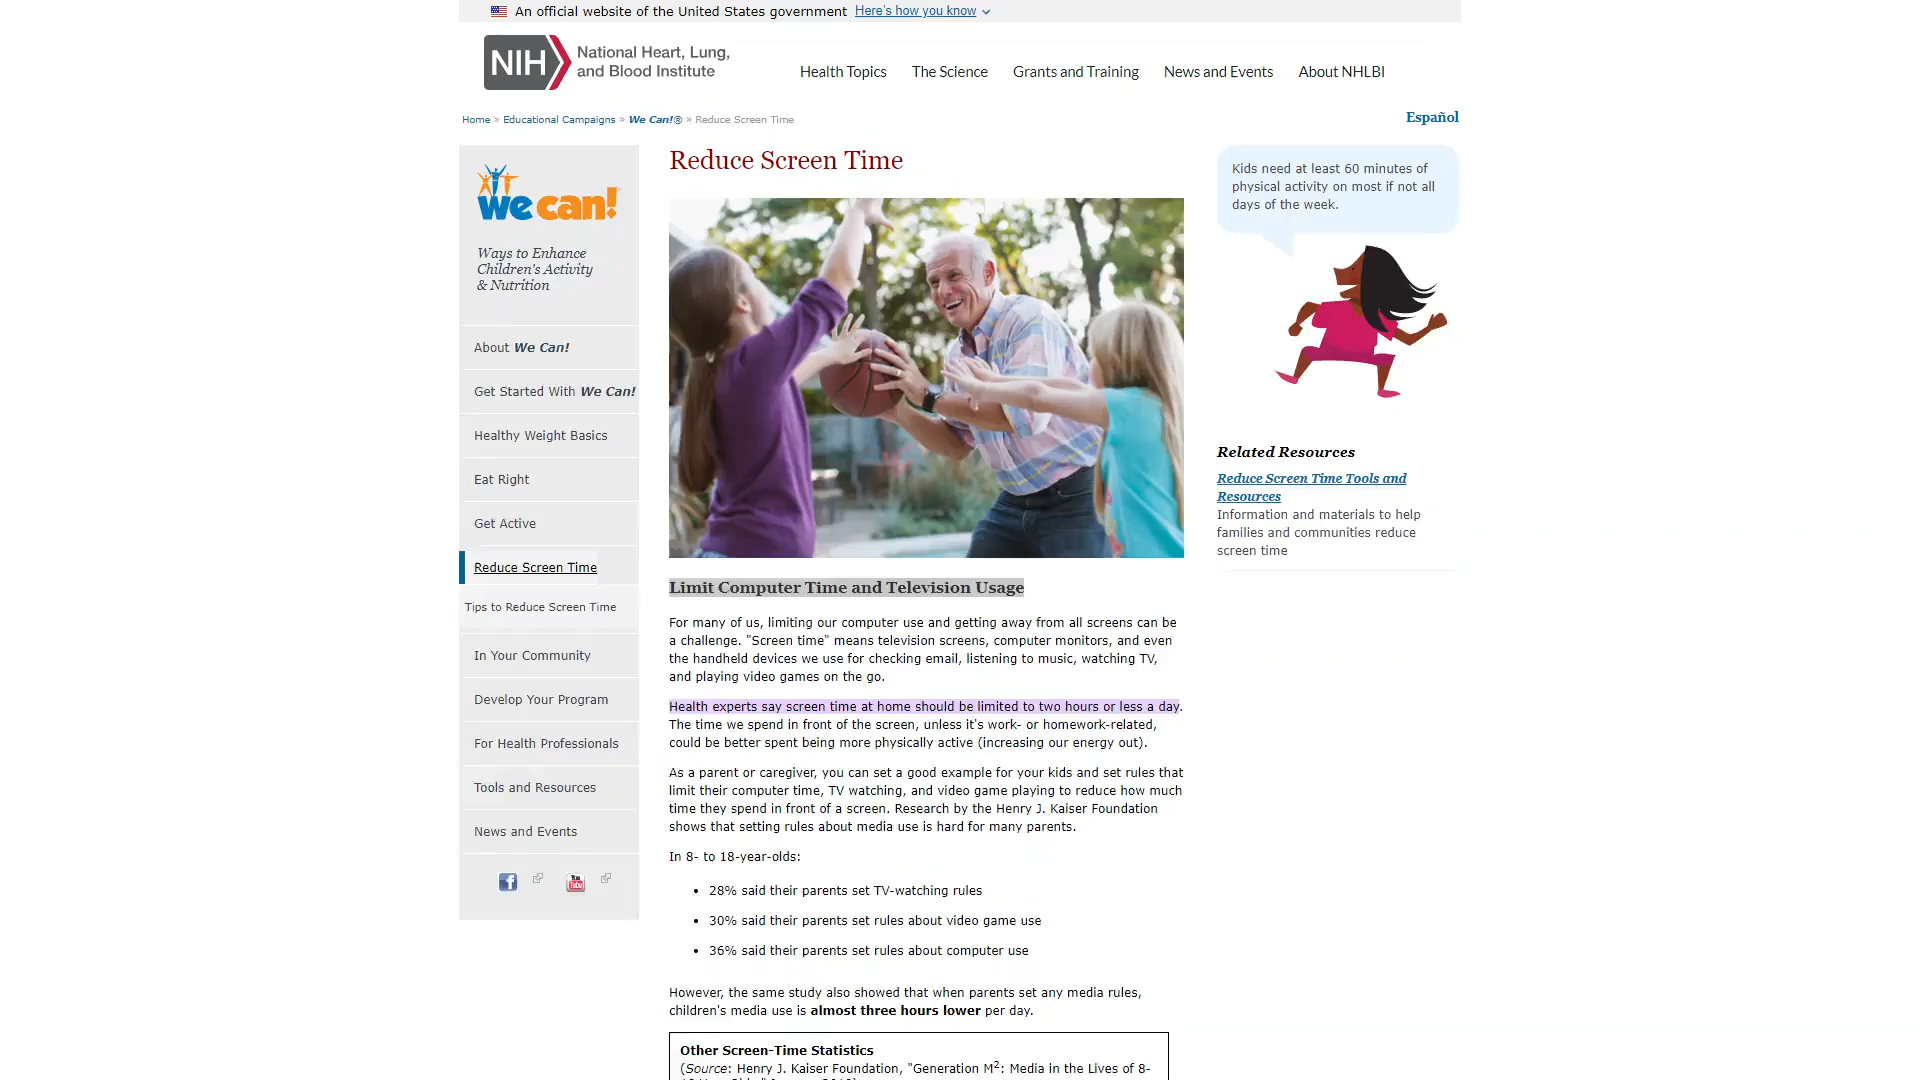 An official website of the United States government Here's how you know
NIH National Heart, Lung,
and Blood Institute
Health Topics The Science Grants and Training News and Events About NHLBI
Home » Educational Campaigns » We Can!® » Reduce Screen Time
Español
we can!
Ways to Enhance
Children's Activity
& Nutrition
About We Can!
Get Started With We Can!
Healthy Weight Basics
Eat Right
Get Active
Reduce Screen Time
Tips to Reduce Screen Time
In Your Community
Develop Your Program
For Health Professionals
Tools and Resources
News and Events
f
You Tube
Reduce Screen Time
Limit Computer Time and Television Usage
For many of us, limiting our computer use and getting away from all screens can be
a challenge. "Screen time" means television screens, computer monitors, and even
the handheld devices we use for checking email, listening to music, watching TV,
and playing video games on the go.
Health experts say screen time at home should be limited to two hours or less a day.
The time we spend in front of the screen, unless it's work- or homework-related,
could be better spent being more physically active (increasing our energy out).
As a parent or caregiver, you can set a good example for your kids and set rules that
limit their computer time, TV watching, and video game playing to reduce how much
time they spend in front of a screen. Research by the Henry J. Kaiser Foundation
shows that setting rules about media use is hard for many parents.
In 8- to 18-year-olds:
• 28% said their parents set TV-watching rules
• 30% said their parents set rules about video game use
• 36% said their parents set rules about computer use
However, the same study also showed that when parents set any media rules,
children's media use is almost three hours lower per day.
Other Screen-Time Statistics
(Source: Henry J. Kaiser Foundation, "Generation M2: Media in the Lives of 8-
Kids need at least 60 minutes of
physical activity on most if not all
days of the week.
Related Resources
Reduce Screen Time Tools and
Resources
Information and materials to help
families and communities reduce
screen time